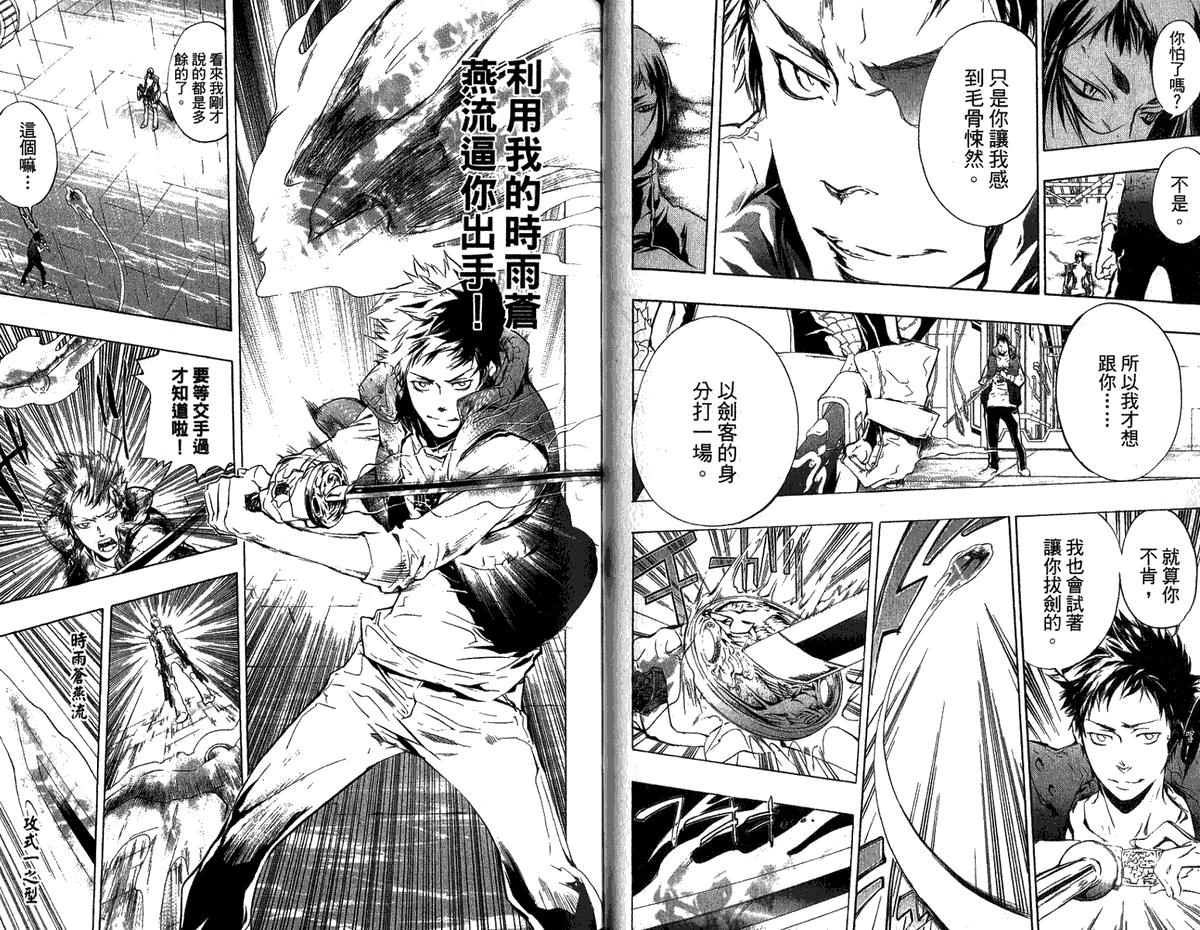 你怕了嗎？
不是。
只是你讓我感
到毛骨悚然。
所以我才想
跟你……
以劍客的身
分打一場。
就算你
不肯，
我也會試著
讓你拔劍的。
利用我的時雨蒼
燕流逼你出手！
看來我剛才
說的都是多
餘的了。
這個嘛…
要等交手過
才知道啦！
時雨蒼燕流
攻式一之型